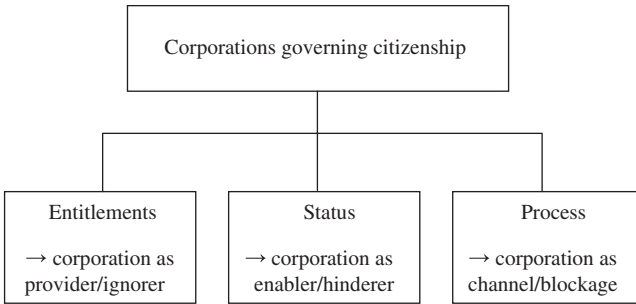 Corporations governing citizenship
Entitlements
→ corporation as
provider/ignorer
Status
→ corporation as
enabler/hinderer
Process
→ corporation as
channel/blockage